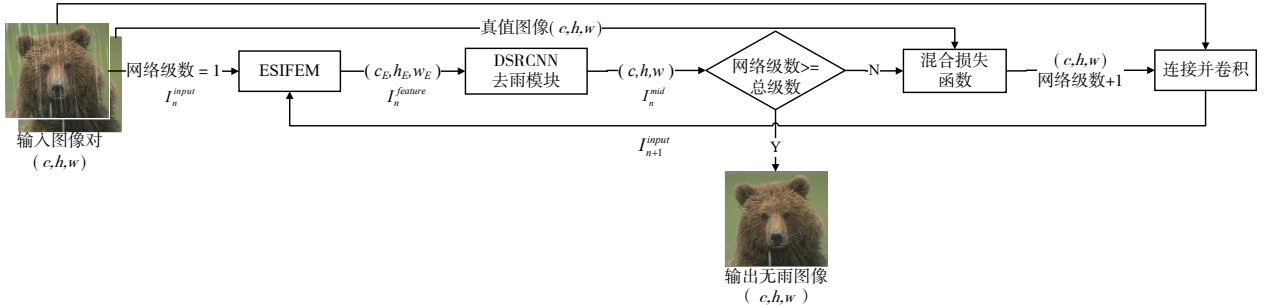 真值图像(c,h,w)
网络级数 = 1
I_n^{input}
ESIFEM
(c_E,h_E,w_E)
I_n^{feature}
DSRCNN
去雨模块
(c,h,w)
I_n^{mid}
网络级数>=
总级数
N
混合损失
函数
(c,h,w)
网络级数+1
连接并卷积
I_{n+1}^{input}
Y
输入图像对
(c,h,w)
输出无雨图像
(c,h,w)